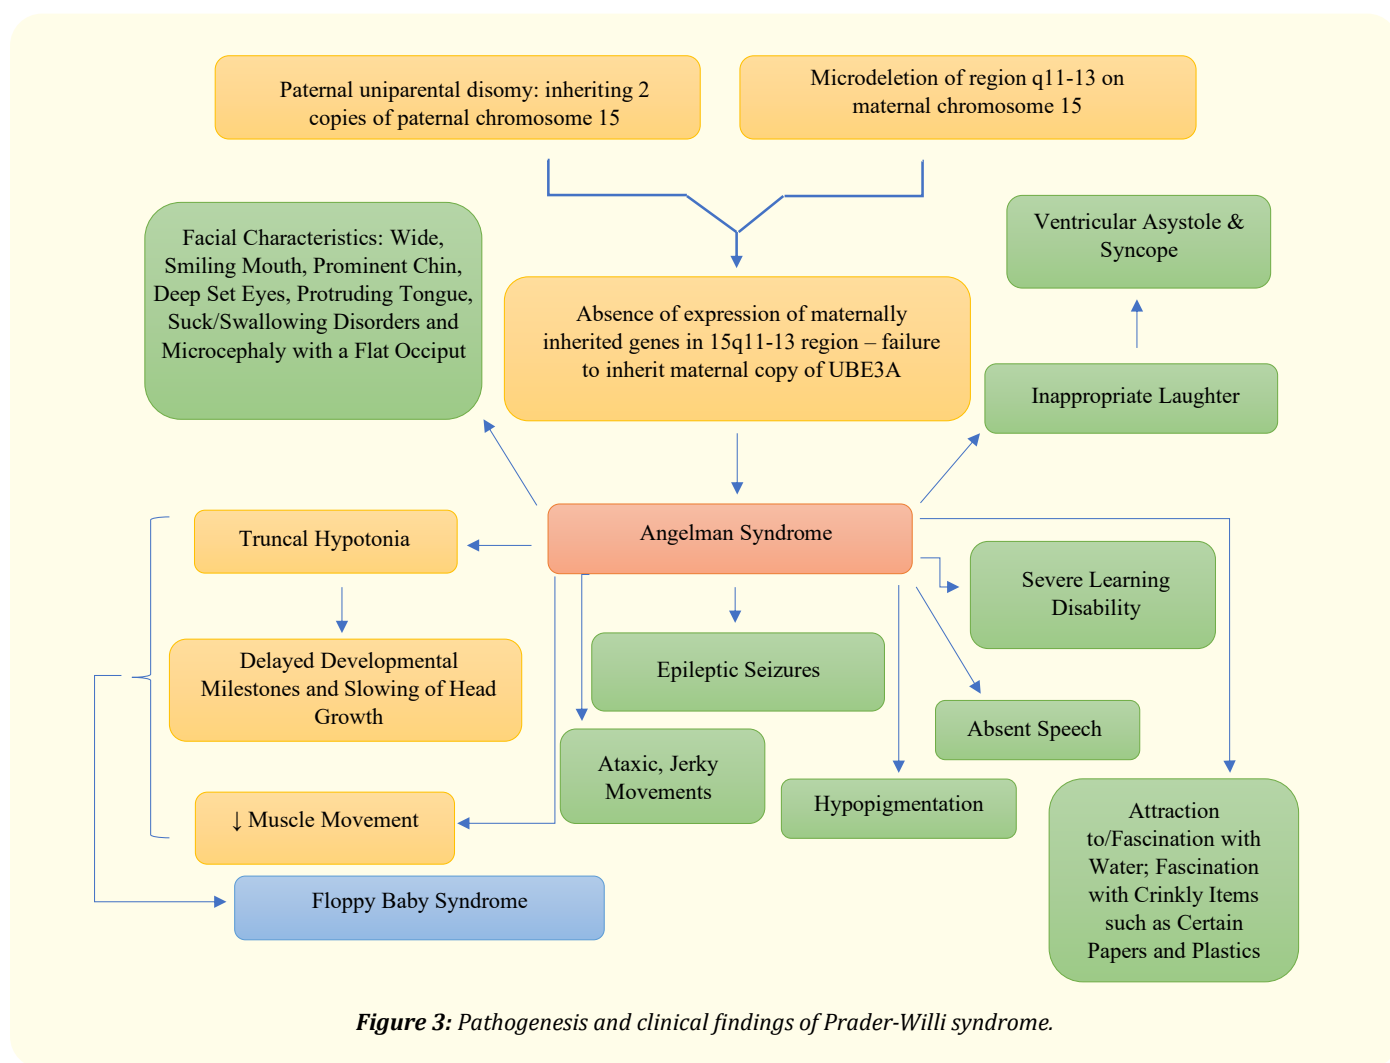 Paternal uniparental disomy: inheriting 2
copies of paternal chromosome 15
Microdeletion of region q11-13 on
maternal chromosome 15
Facial Characteristics: Wide,
Smiling Mouth, Prominent Chin,
Deep Set Eyes, Protruding Tongue,
Suck/Swallowing Disorders and
Microcephaly with a Flat Occiput
Absence of expression of maternally
inherited genes in 15q11-13 region – failure
to inherit maternal copy of UBE3A
Ventricular Asystole &
Syncope
Inappropriate Laughter
Angelman Syndrome
Truncal Hypotonia
Delayed Developmental
Milestones and Slowing of Head
Growth
↓ Muscle Movement
Floppy Baby Syndrome
Epileptic Seizures
Ataxic, Jerky
Movements
Severe Learning
Disability
Absent Speech
Hypopigmentation
Attraction
to/Fascination with
Water; Fascination
with Crinkly Items
such as Certain
Papers and Plastics
Figure 3: Pathogenesis and clinical findings of Prader-Willi syndrome.